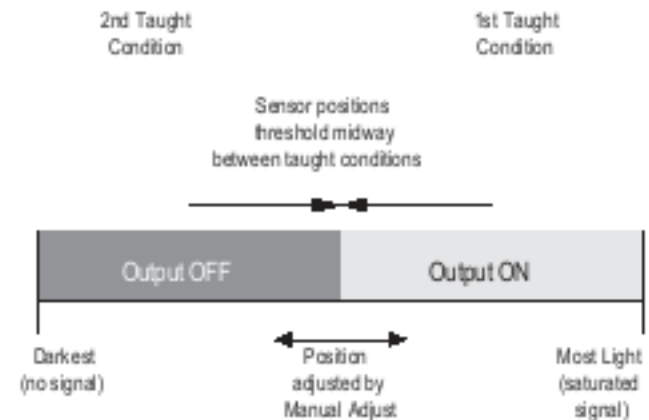 2nd Taught
Condition
1st Taught
Condition
Sensor positions
threshold midway
between taught conditions
Output OFF
Output ON
Darkest
(no signal)
Position
adjusted by
Manual Adjust
Most Light
(saturated
signal)